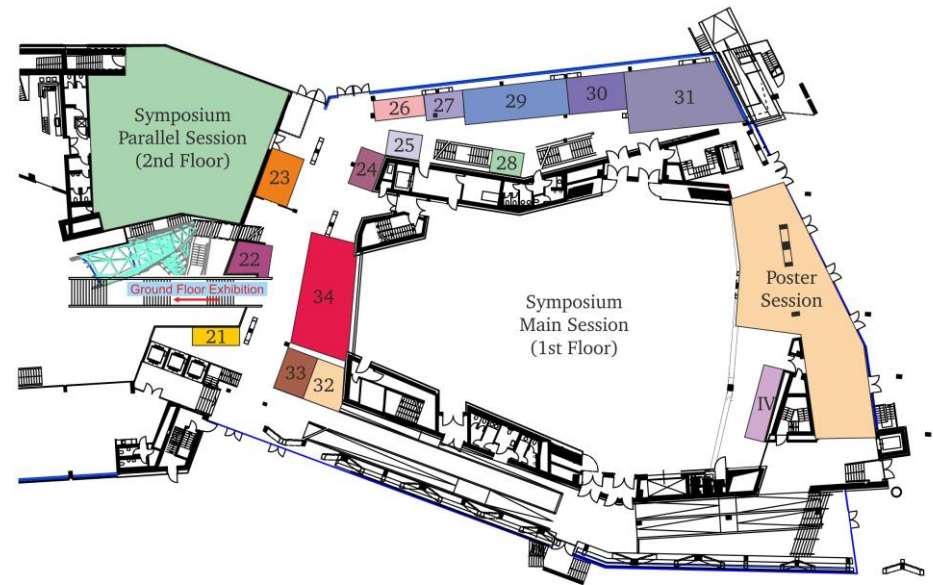 Symposium
Parallel Session
(2nd Floor)
26
27
29
30
31
25
28
24
23
22
Ground Floor Exhibition
34
Symposium
Main Session
(1st Floor)
Poster
Session
21
33
32
IV